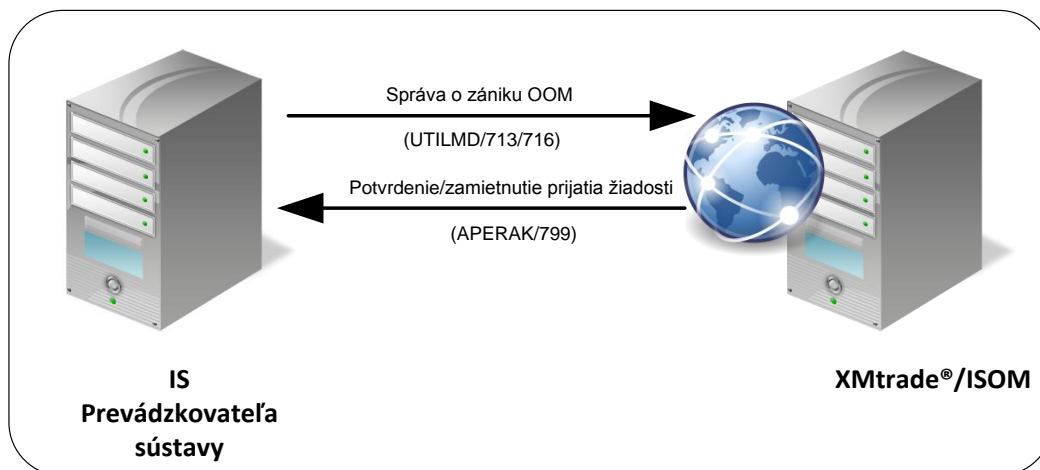 Správa o zániku OOM
(UTILMD/713/716)
Potvrdenie/zamietnutie prijatia žiadosti
(APERAK/799)
IS
Prevádzkovateľa
sústavy
XMtrade®/ISOM